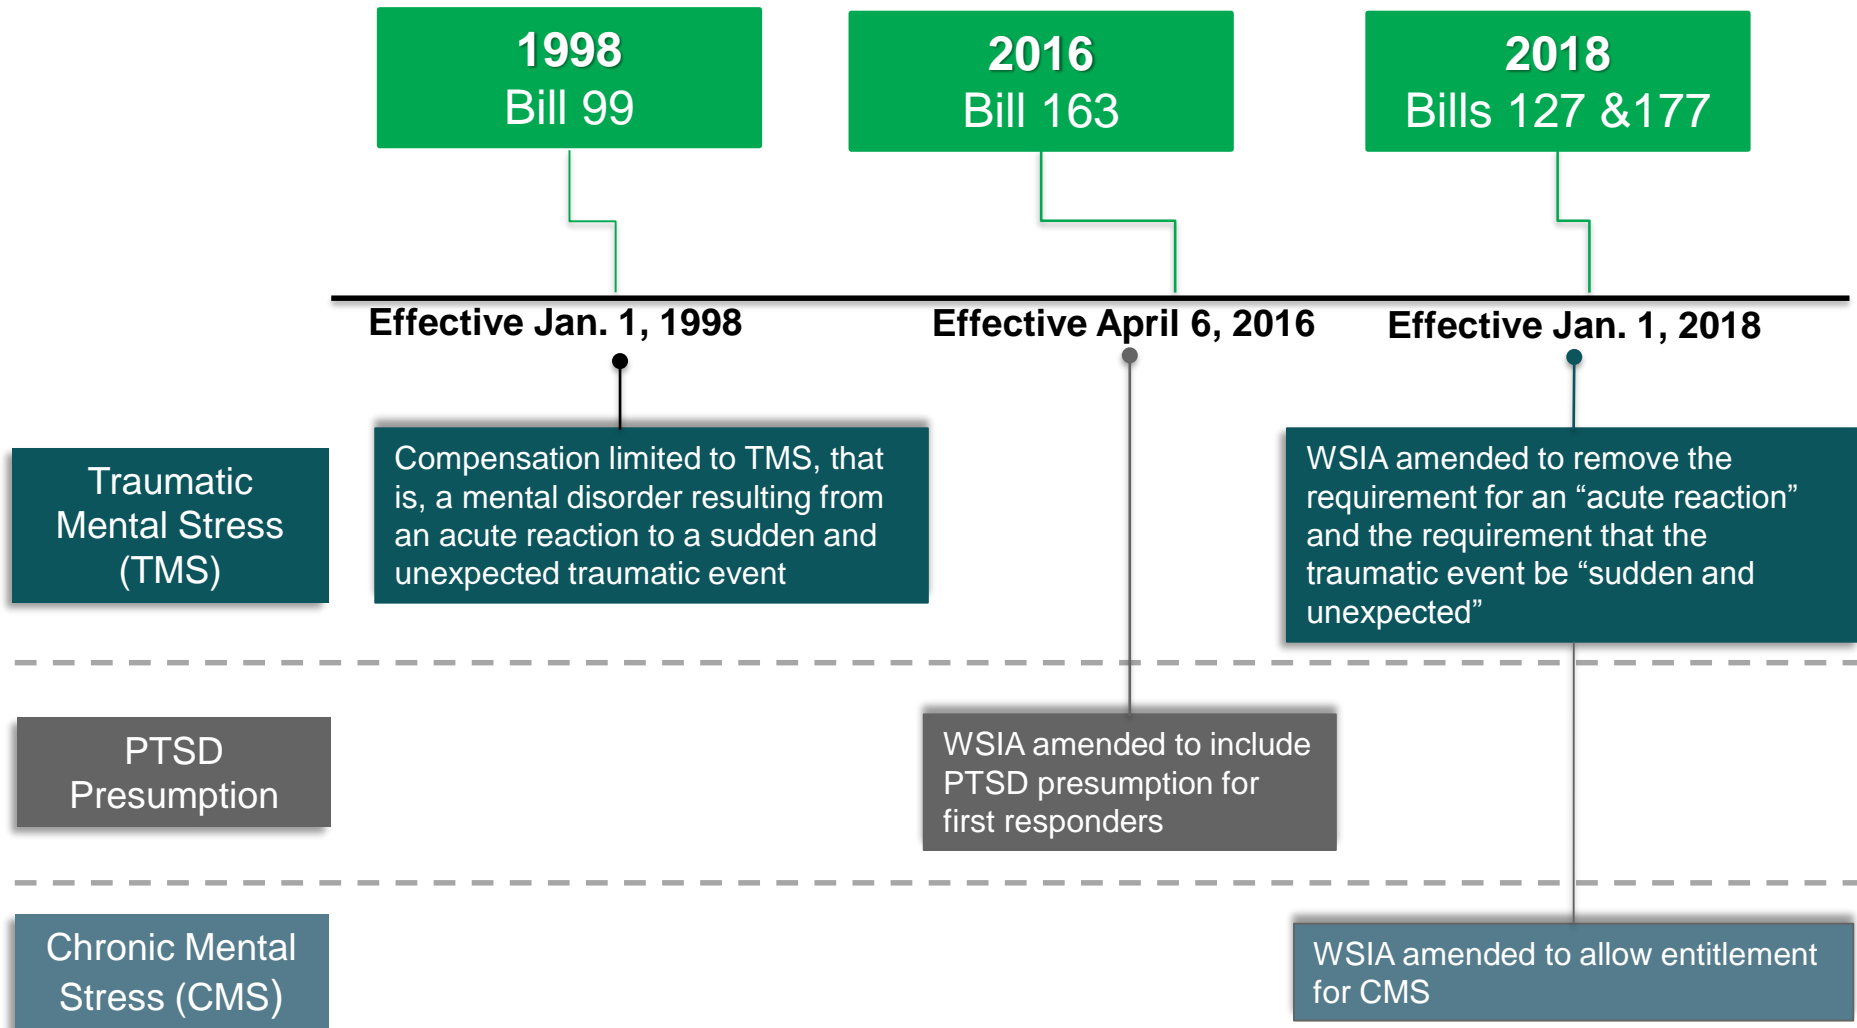 1998
Bill 99
2016
Bill 163
2018
Bills 127 &177
Effective Jan. 1, 1998
Effective April 6, 2016
Effective Jan. 1, 2018
Traumatic
Mental Stress
(TMS)
Compensation limited to TMS, that
is, a mental disorder resulting from
an acute reaction to a sudden and
unexpected traumatic event
WSIA amended to remove the
requirement for an “acute reaction”
and the requirement that the
traumatic event be “sudden and
unexpected”
PTSD
Presumption
WSIA amended to include
PTSD presumption for
first responders
Chronic Mental
Stress (CMS)
WSIA amended to allow entitlement
for CMS